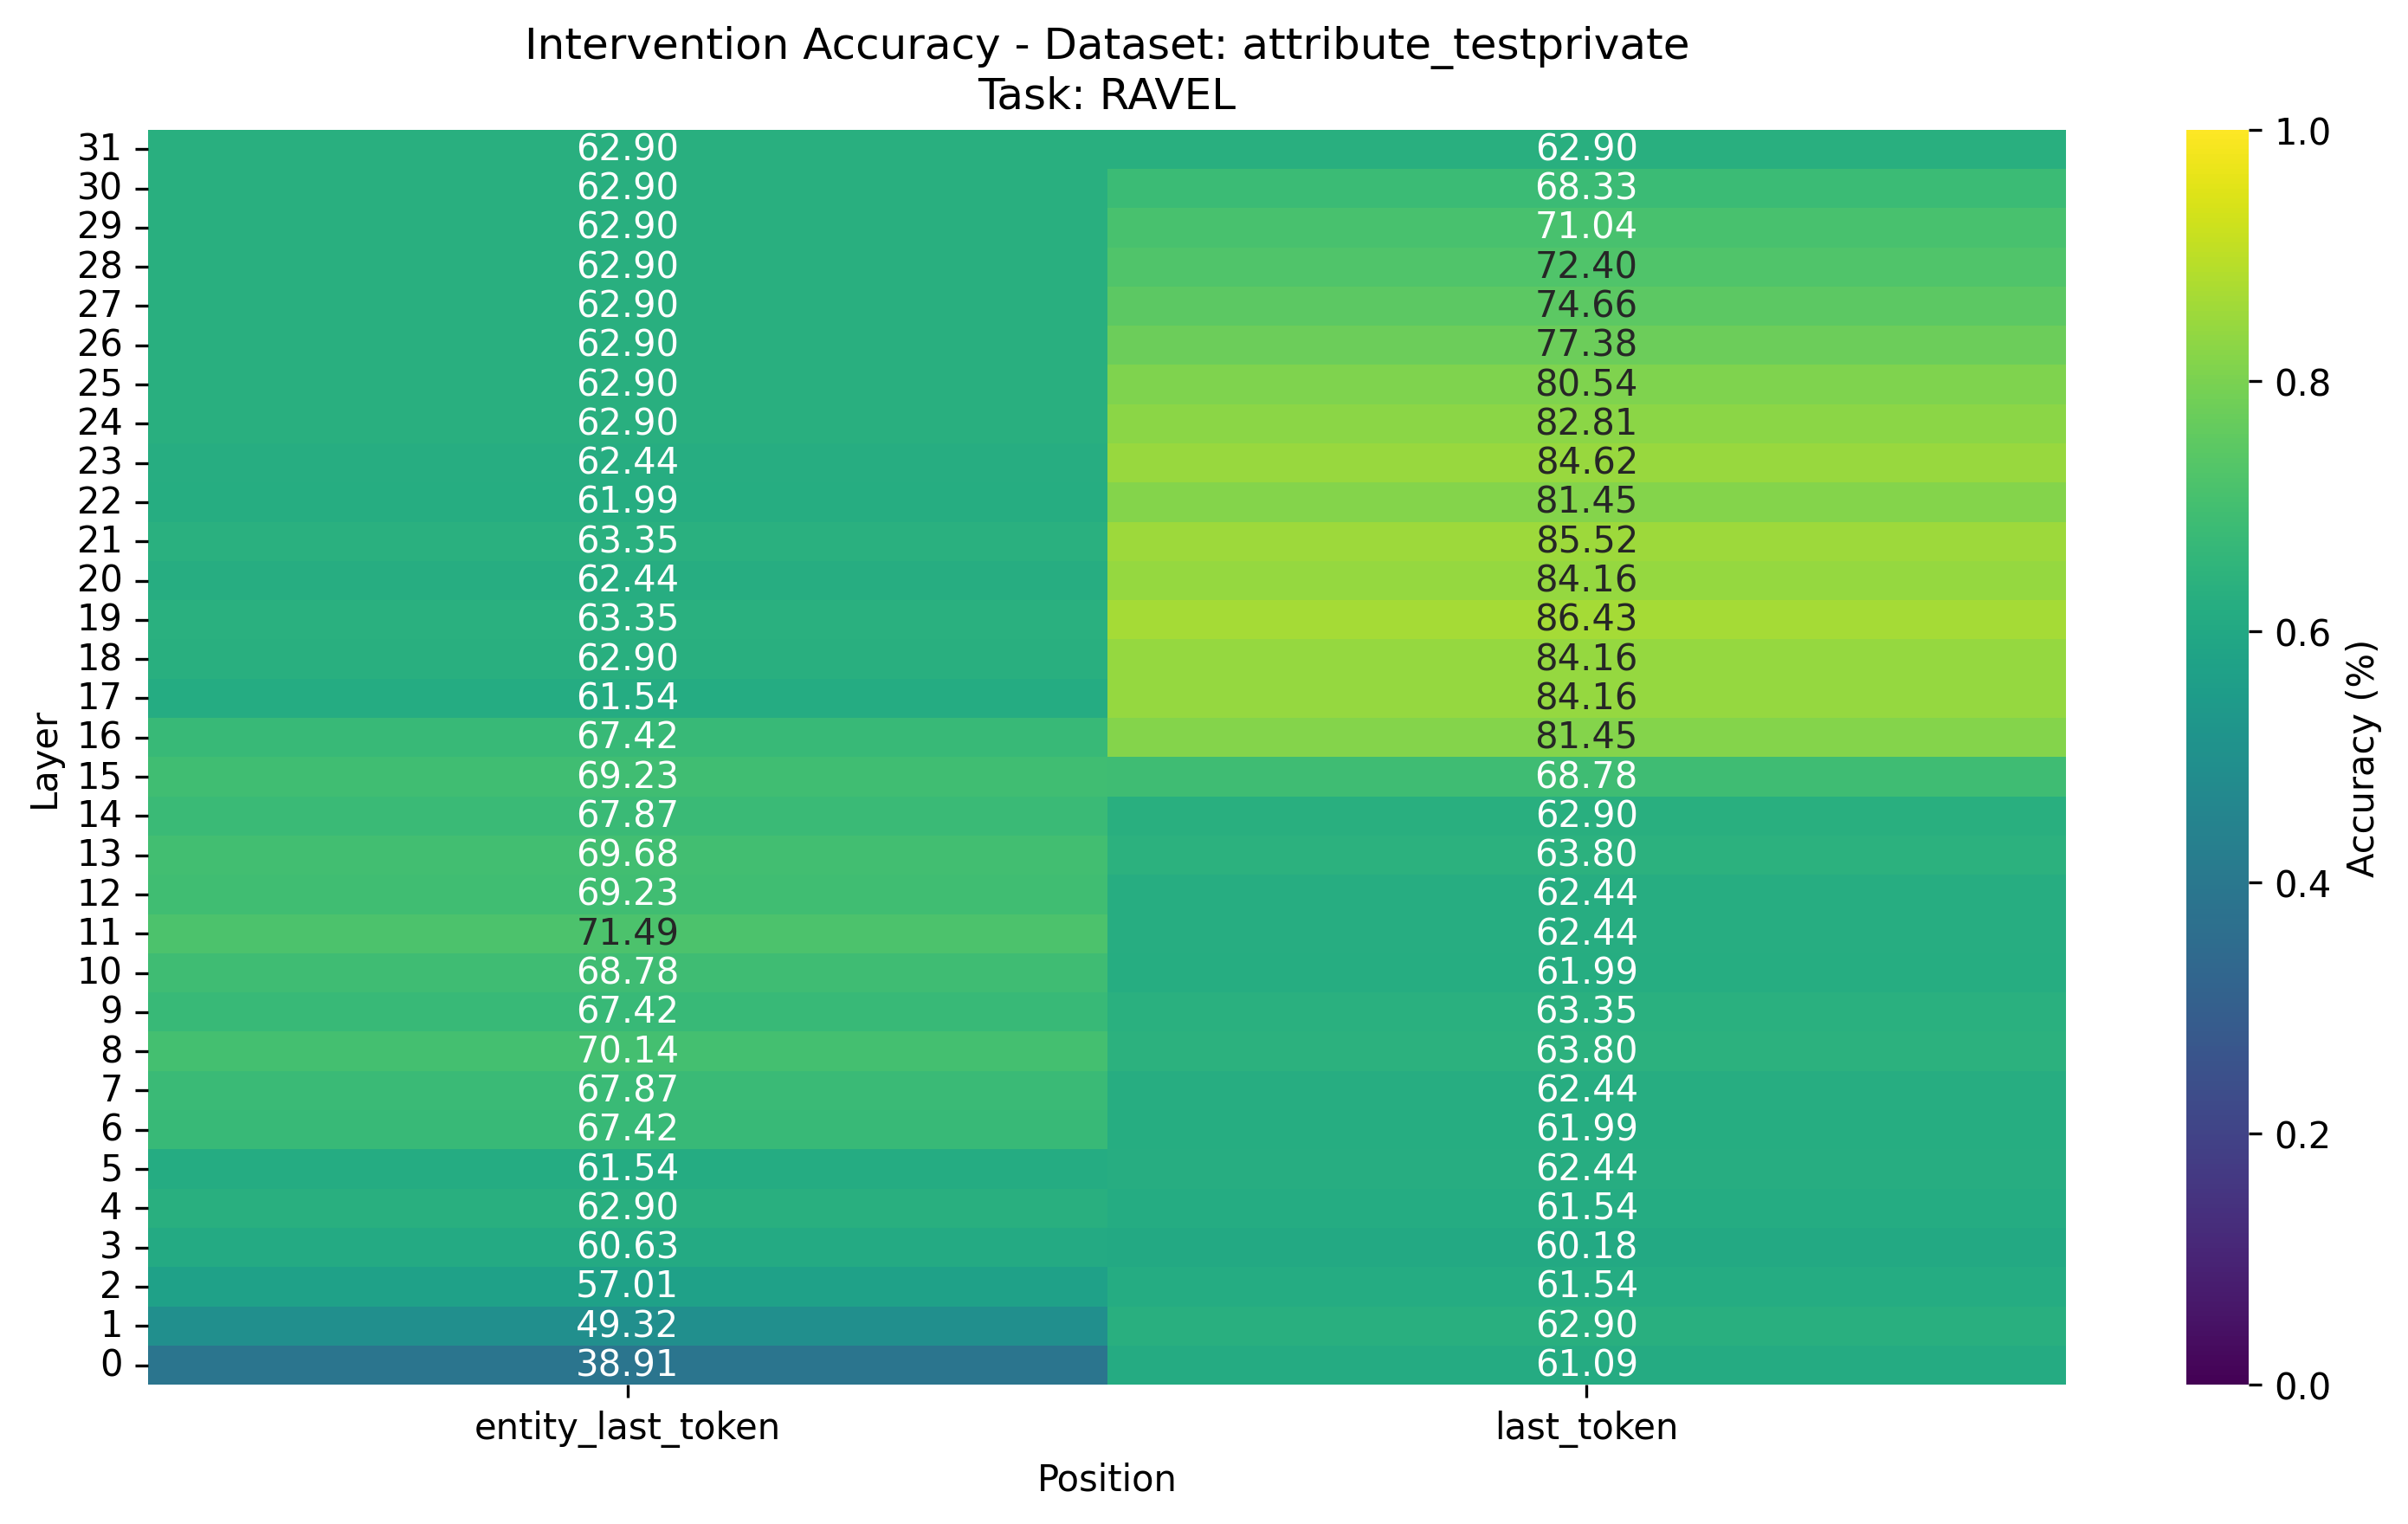 Intervention Accuracy - Dataset: attribute_testprivate
Task: RAVEL
31 62.90 62.90
30 62.90 68.33
29 62.90 71.04
28 62.90 72.40
27 62.90 74.66
26 62.90 77.38
25 62.90 80.54
24 62.90 82.81
23 62.44 84.62
22 61.99 81.45
21 63.35 85.52
20 62.44 84.16
19 63.35 86.43
18 62.90 84.16
17 61.54 84.16
16 67.42 81.45
15 69.23 68.78
14 67.87 62.90
13 69.68 63.80
12 69.23 62.44
11 71.49 62.44
10 68.78 61.99
9 67.42 63.35
8 70.14 63.80
7 67.87 62.44
6 67.42 61.99
5 61.54 62.44
4 62.90 61.54
3 60.63 60.18
2 57.01 61.54
1 49.32 62.90
0 38.91 61.09
Layer
entity_last_token last_token
Position
1.0
0.8
0.6
0.4
0.2
0.0
Accuracy (%)